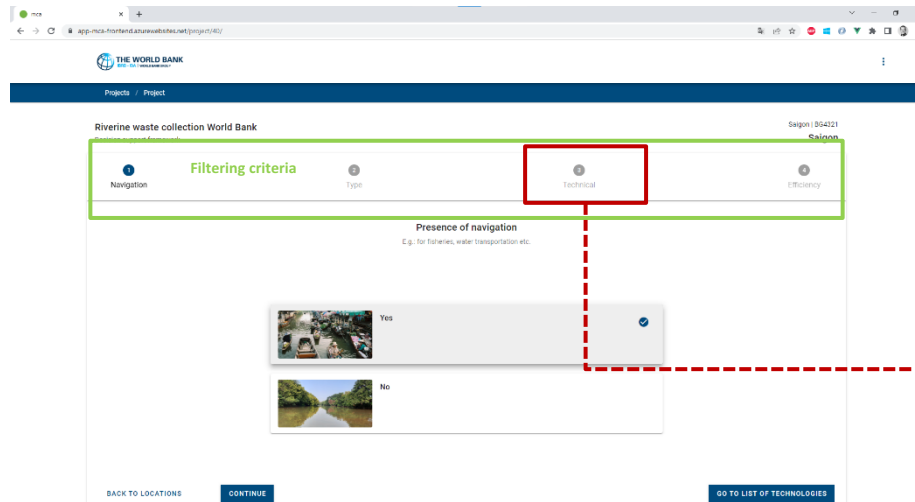 mca
app-mca-frontend.azurewebsites.net/project/40/
THE WORLD BANK
Projects / Project
Riverine waste collection World Bank
Saigon | BG4321
Saigon
Filtering criteria
1
2
3
4
Navigation
Type
Technical
Efficiency
Presence of navigation
E.g.: for fisheries, water transportation etc.
Yes
No
BACK TO LOCATIONS
CONTINUE
GO TO LIST OF TECHNOLOGIES